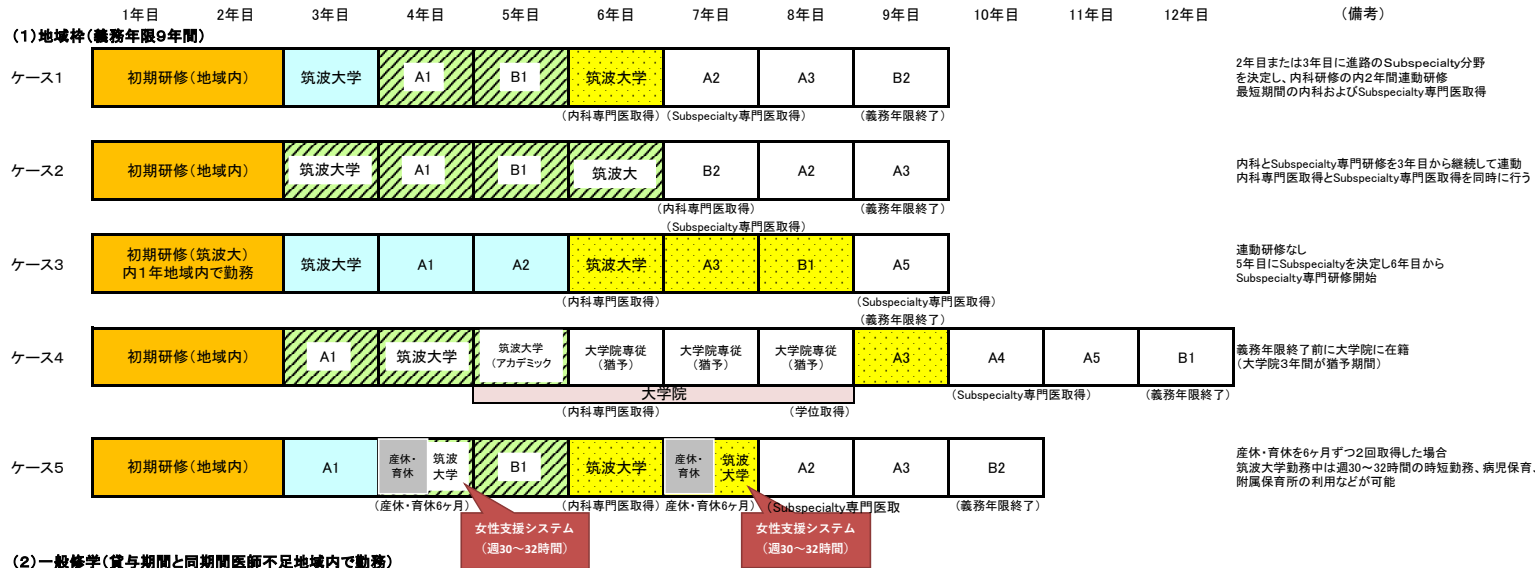 1年目 2年目 3年目 4年目 5年目 6年目 7年目 8年目 9年目 10年目 11年目 12年目 (備考)
(1)地域枠(義務年限9年間)
ケース1 初期研修(地域内) 筑波大学 A1 B1 筑波大学 A2 A3 B2
2年目または3年目に進路のSubspecialty分野
を決定し、内科研修の内2年間連動研修
最短期間の内科およびSubspecialty専門医取得
(内科専門医取得) (Subspecialty専門医取得) (義務年限終了)
ケース2 初期研修(地域内) 筑波大学 A1 B1 筑波大 B2 A2 A3
内科とSubspecialty専門研修を3年目から継続して連動
内科専門医取得とSubspecialty専門医取得を同時に行う
(内科専門医取得) (義務年限終了)
(Subspecialty専門医取得)
ケース3 初期研修(筑波大)
内1年地域内で勤務
筑波大学 A1 A2 筑波大学 A3 B1 A5
連動研修なし
5年目にSubspecialtyを決定し6年目から
Subspecialty専門研修開始
(内科専門医取得) (Subspecialty専門医取得)
(義務年限終了)
ケース4 初期研修(地域内) A1 筑波大学
筑波大学
(アカデミック
大学院専従
(猶予)
大学院専従
(猶予)
大学院専従
(猶予)
A3 A4 A5 B1
義務年限終了前に大学院に在籍
(大学院3年間が猶予期間)
大学院
(内科専門医取得) (学位取得) (Subspecialty専門医取得) (義務年限終了)
ケース5 初期研修(地域内) A1
産休・
育休
筑波
大学
B1 筑波大学
産休・
育休
筑波
大学
A2 A3 B2
産休・育休を6ヶ月ずつ2回取得した場合
筑波大学勤務中は週30~32時間の時短勤務、病児保育、
附属保育所の利用などが可能
(産休・育休6ヶ月) (内科専門医取得) 産休・育休6ヶ月) (Subspecialty専門医取 (義務年限終了)
女性支援システム
(週30~32時間)
女性支援システム
(週30~32時間)
(2)一般修学(貸与期間と同期間医師不足地域内で勤務)